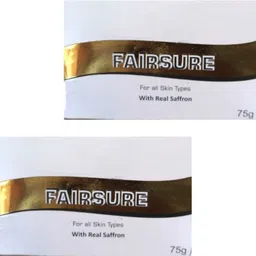 FAIRSURE
For all Skin Types
With Real Saffron
75g
FAIRSURE
For all Skin Types
With Real Saffron
75g